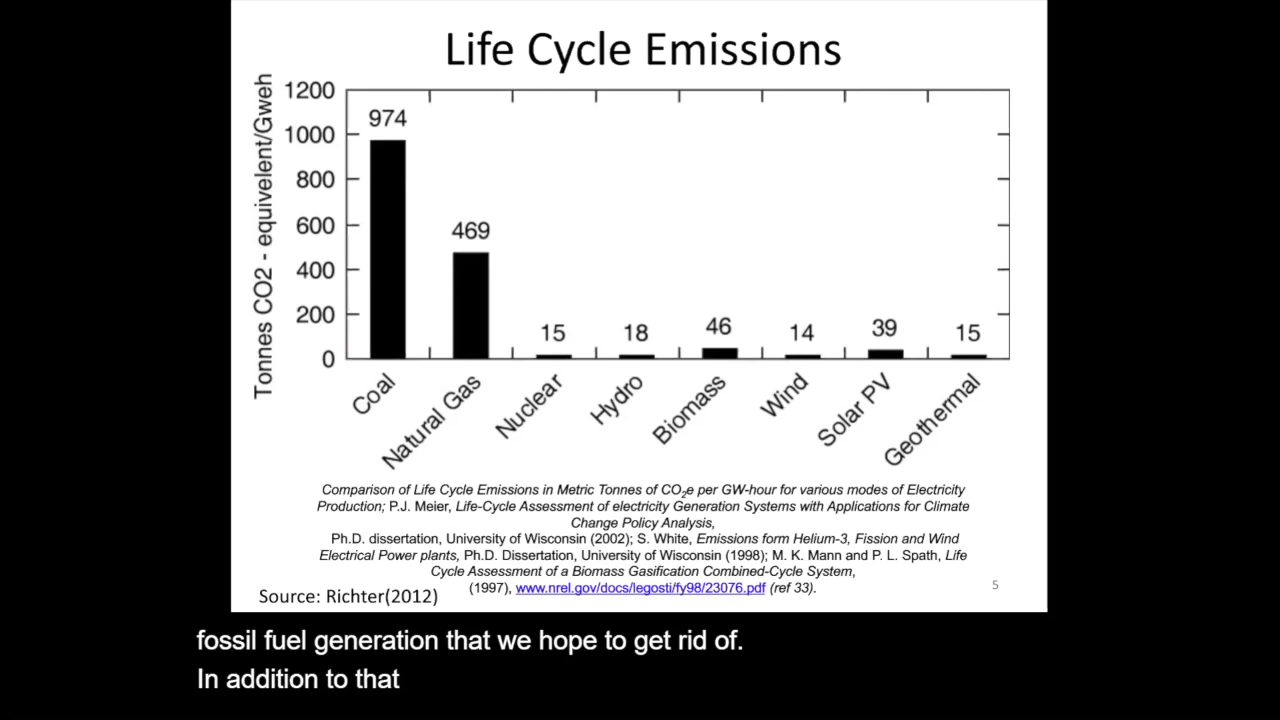 Life Cycle Emissions
Tonnes CO2 - equivelent/Gweh
1200
1000
800
600
400
200
0
974
469
15
18
46
14
39
15
Coal
Natural Gas
Nuclear
Hydro
Biomass
Wind
Solar PV
Geothermal
Comparison of Life Cycle Emissions in Metric Tonnes of CO2e per GW-hour for various modes of Electricity
Production; P.J. Meier, Life-Cycle Assessment of electricity Generation Systems with Applications for Climate
Change Policy Analysis,
Ph.D. dissertation, University of Wisconsin (2002); S. White, Emissions form Helium-3, Fission and Wind
Electrical Power plants, Ph.D. Dissertation, University of Wisconsin (1998); M. K. Mann and P. L. Spath, Life
Cycle Assessment of a Biomass Gasification Combined-Cycle System,
(1997), www.nrel.gov/docs/legosti/fy98/23076.pdf (ref 33).
5
Source: Richter(2012)
fossil fuel generation that we hope to get rid of.
In addition to that